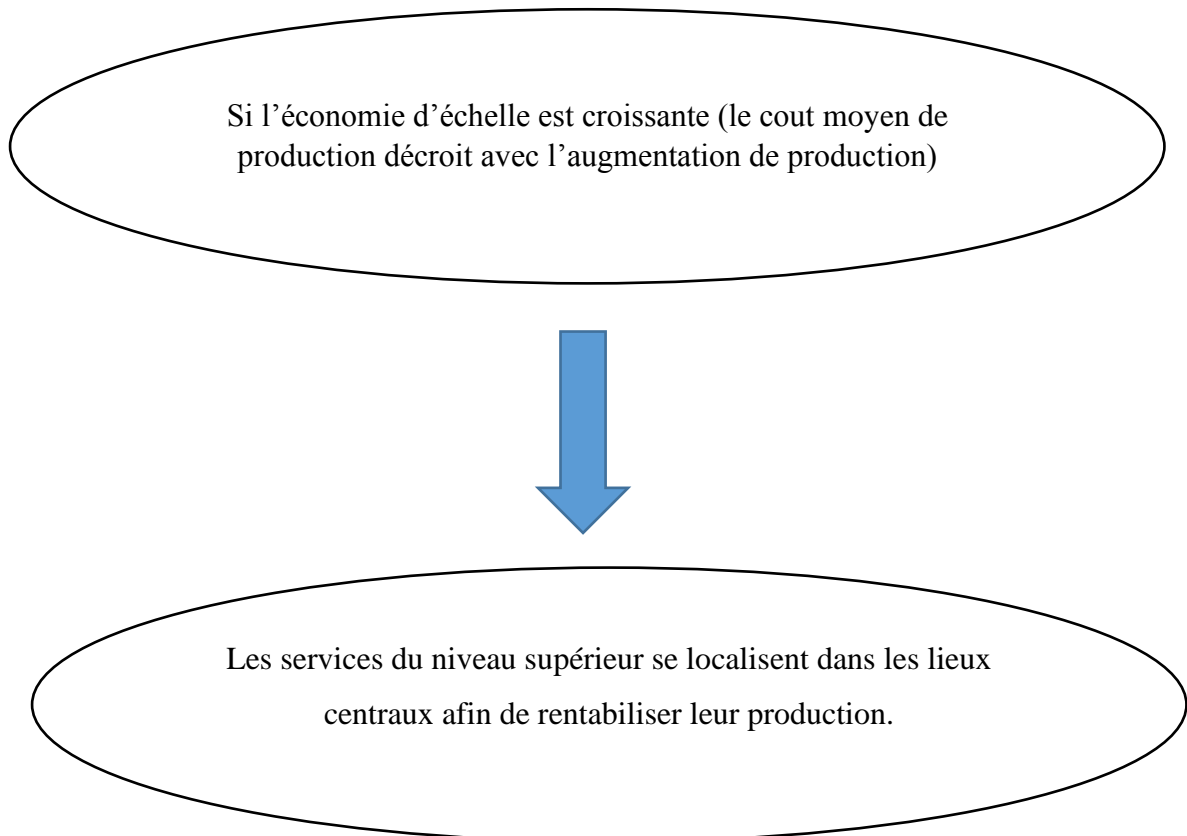 Si l’économie d’échelle est croissante (le cout moyen de
production décroit avec l’augmentation de production)
Les services du niveau supérieur se localisent dans les lieux
centraux afin de rentabiliser leur production.